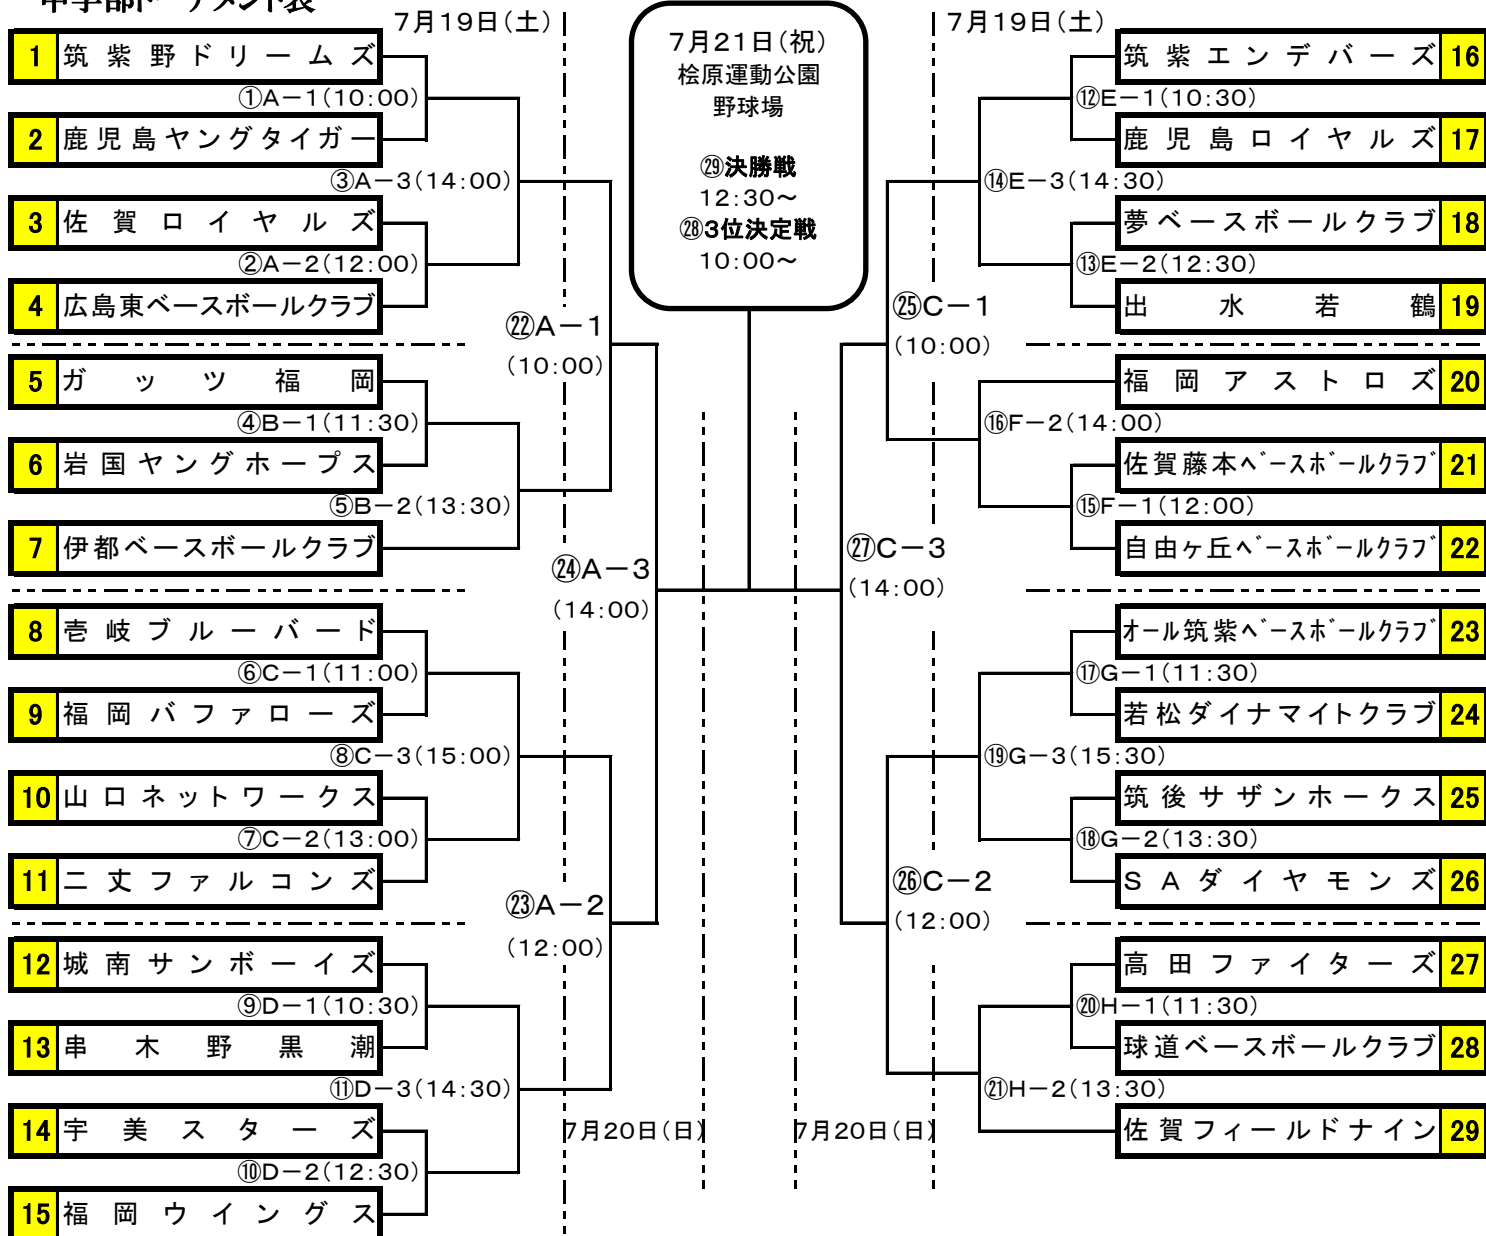 中学部トーナメント表
7月19日(土)
1 筑紫野ドリームズ
①A－1(10:00)
2 鹿児島ヤングタイガー
③A－3(14:00)
3 佐賀ロイヤルズ
②A－2(12:00)
4 広島東ベースボールクラブ
㉒A－1
(10:00)
5 ガッツ福岡
④B－1(11:30)
6 岩国ヤングホープス
⑤B－2(13:30)
7 伊都ベースボールクラブ
㉔A－3
(14:00)
8 壱岐ブルーバード
⑥C－1(11:00)
9 福岡バファローズ
⑧C－3(15:00)
10 山口ネットワークス
⑦C－2(13:00)
11 二丈ファルコンズ
㉓A－2
(12:00)
12 城南サンボーイズ
⑨D－1(10:30)
13 串木野黒潮
⑪D－3(14:30)
14 宇美スターズ
⑩D－2(12:30)
15 福岡ウイングス
7月20日(日)
7月21日(祝)
桧原運動公園
野球場
㉙決勝戦
12:30～
㉘3位決定戦
10:00～
7月19日(土)
筑紫エンデバーズ 16
⑫E－1(10:30)
鹿児島ロイヤルズ 17
⑭E－3(14:30)
夢ベースボールクラブ 18
⑬E－2(12:30)
出水若鶴 19
㉕C－1
(10:00)
福岡アストロズ 20
⑯F－2(14:00)
佐賀藤本ﾍﾞｰｽﾎﾞｰﾙｸﾗﾌﾞ 21
⑮F－1(12:00)
自由ヶ丘ﾍﾞｰｽﾎﾞｰﾙｸﾗﾌﾞ 22
㉗C－3
(14:00)
ｵｰﾙ筑紫ﾍﾞｰｽﾎﾞｰﾙｸﾗﾌﾞ 23
⑰G－1(11:30)
若松ダイナマイトクラブ 24
⑲G－3(15:30)
筑後サザンホークス 25
⑱G－2(13:30)
SAダイヤモンズ 26
㉖C－2
(12:00)
高田ファイターズ 27
⑳H－1(11:30)
球道ベースボールクラブ 28
㉑H－2(13:30)
佐賀フィールドナイン 29
7月20日(日)